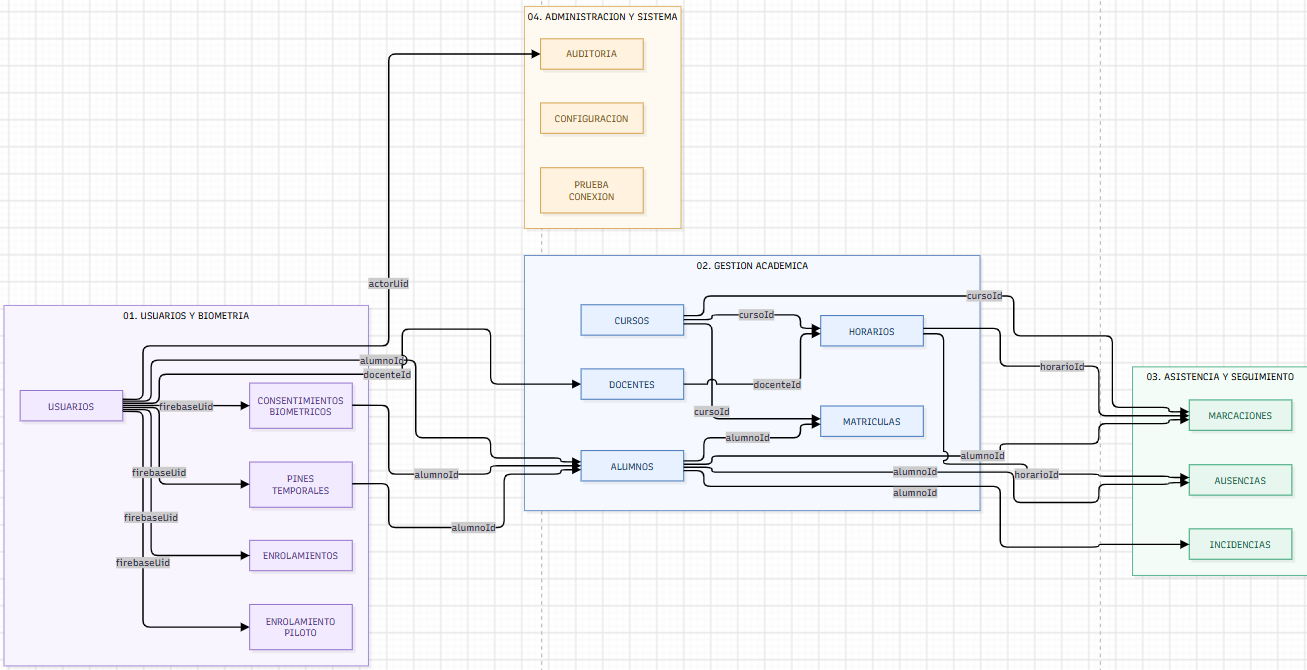 04. ADMINISTRACION Y SISTEMA
AUDITORIA
CONFIGURACION
PRUEBA
CONEXION
actorUid
01. USUARIOS Y BIOMETRIA
USUARIOS
alumnoId
docenteId
firebaseUid
CONSENTIMIENTOS
BIOMETRICOS
firebaseUid
PINES
TEMPORALES
firebaseUid
ENROLAMIENTOS
firebaseUid
ENROLAMIENTO
PILOTO
alumnoId
alumnoId
02. GESTION ACADEMICA
CURSOS
cursoId
cursoId
HORARIOS
DOCENTES
docenteId
cursoId
MATRICULAS
alumnoId
ALUMNOS
alumnoId
alumnoId
alumnoId
horarioId
horarioId
03. ASISTENCIA Y SEGUIMIENTO
MARCACIONES
AUSENCIAS
INCIDENCIAS